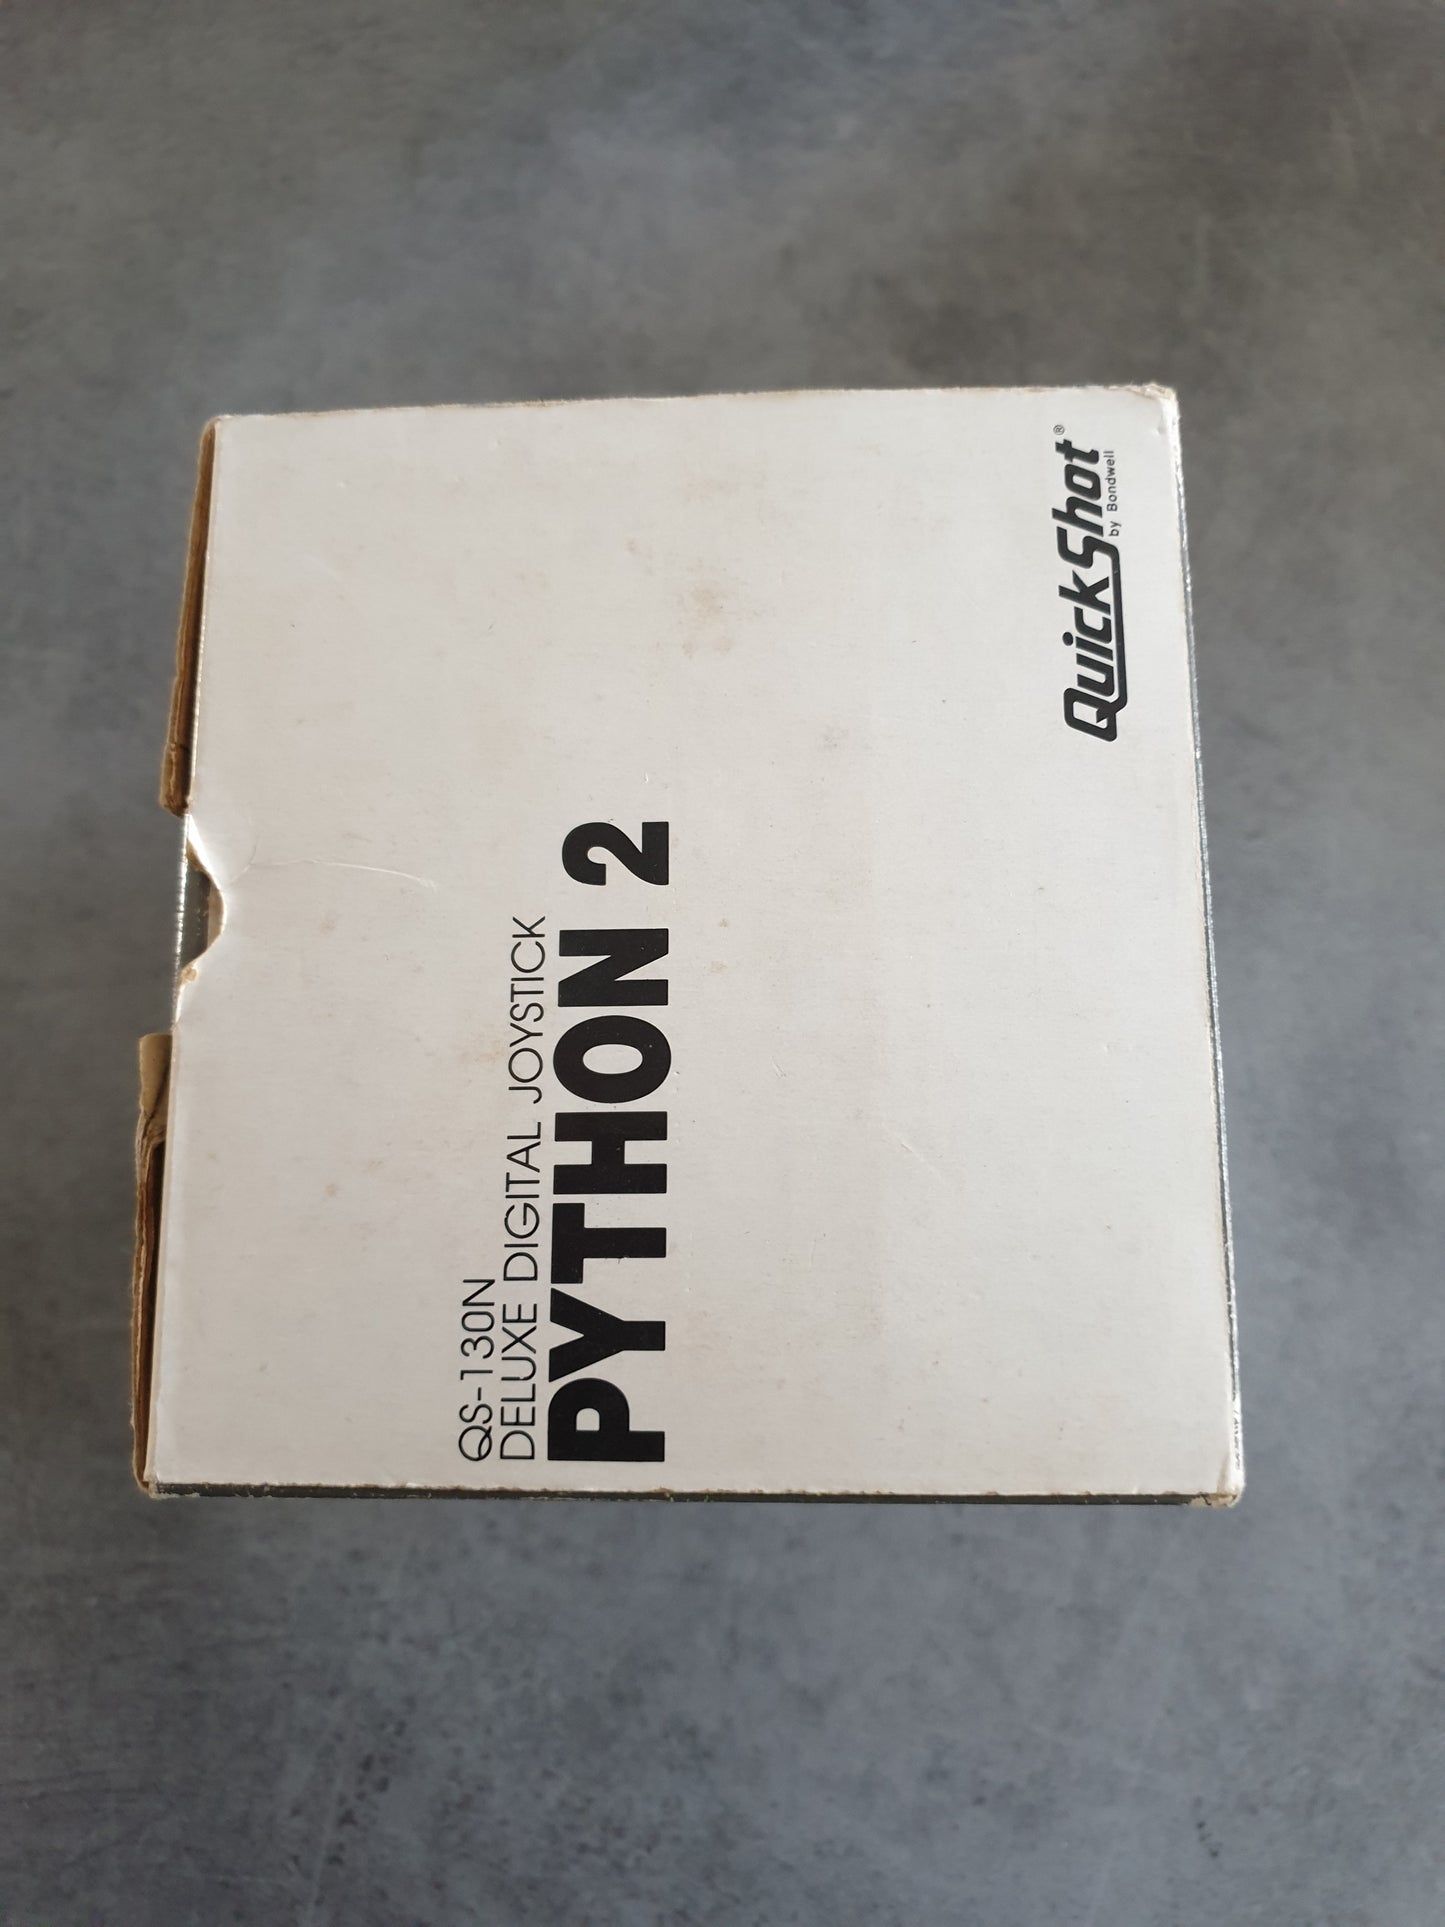 QS-130N
DELUXE DIGITAL JOYSTICK
PYTHON 2
QuickShot®
by Bondwell